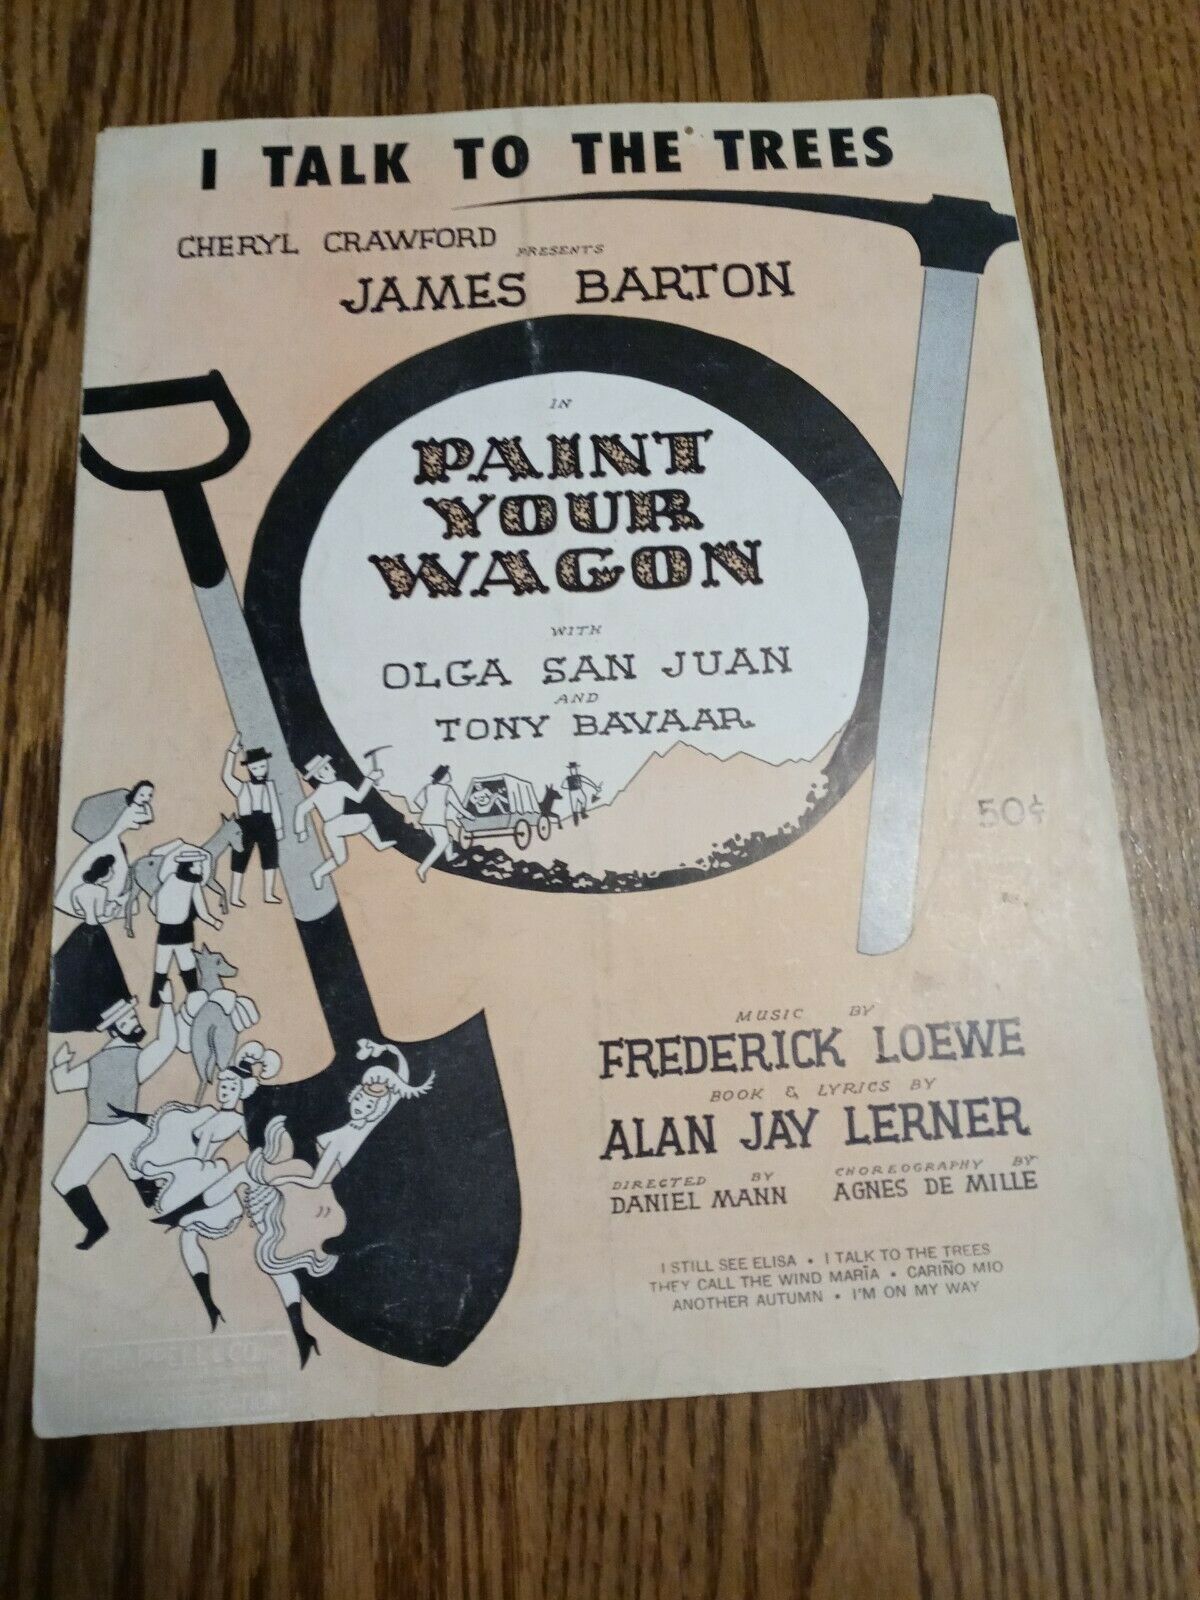 I TALK TO THE TREES
CHERYL CRAWFORD PRESENTS
JAMES BARTON
IN
PAINT
YOUR
WAGON
WITH
OLGA SAN JUAN
AND
TONY BAVAAR
50¢
MUSIC BY
FREDERICK LOEWE
BOOK & LYRICS BY
ALAN JAY LERNER
DIRECTED BY
DANIEL MANN
CHOREOGRAPHY BY
AGNES DE MILLE
I STILL SEE ELISA • I TALK TO THE TREES
THEY CALL THE WIND MARÏA • CARIÑO MIO
ANOTHER AUTUMN • I'M ON MY WAY
CHAPPELL & CO.